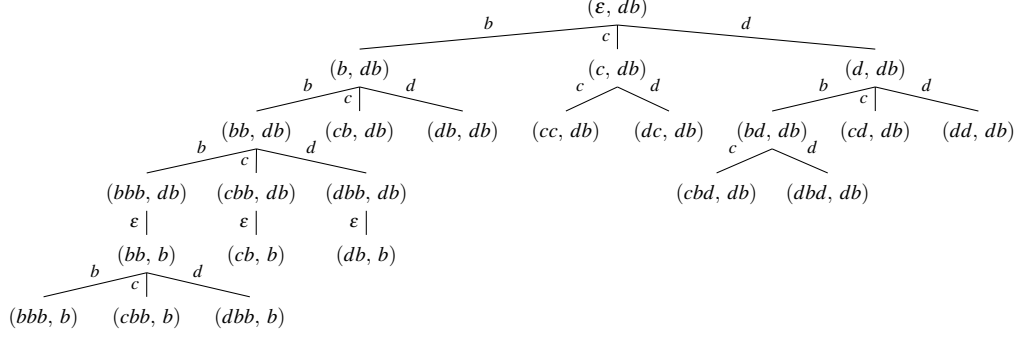 (ε, db)
b c d
(b, db) (c, db) (d, db)
b c d c d b c d
(bb, db) (cb, db) (db, db) (cc, db) (dc, db) (bd, db) (cd, db) (dd, db)
b c d c d
(bbb, db) (cbb, db) (dbb, db) (cbd, db) (dbd, db)
ε ε ε
(bb, b) (cb, b) (db, b)
b c d
(bbb, b) (cbb, b) (dbb, b)